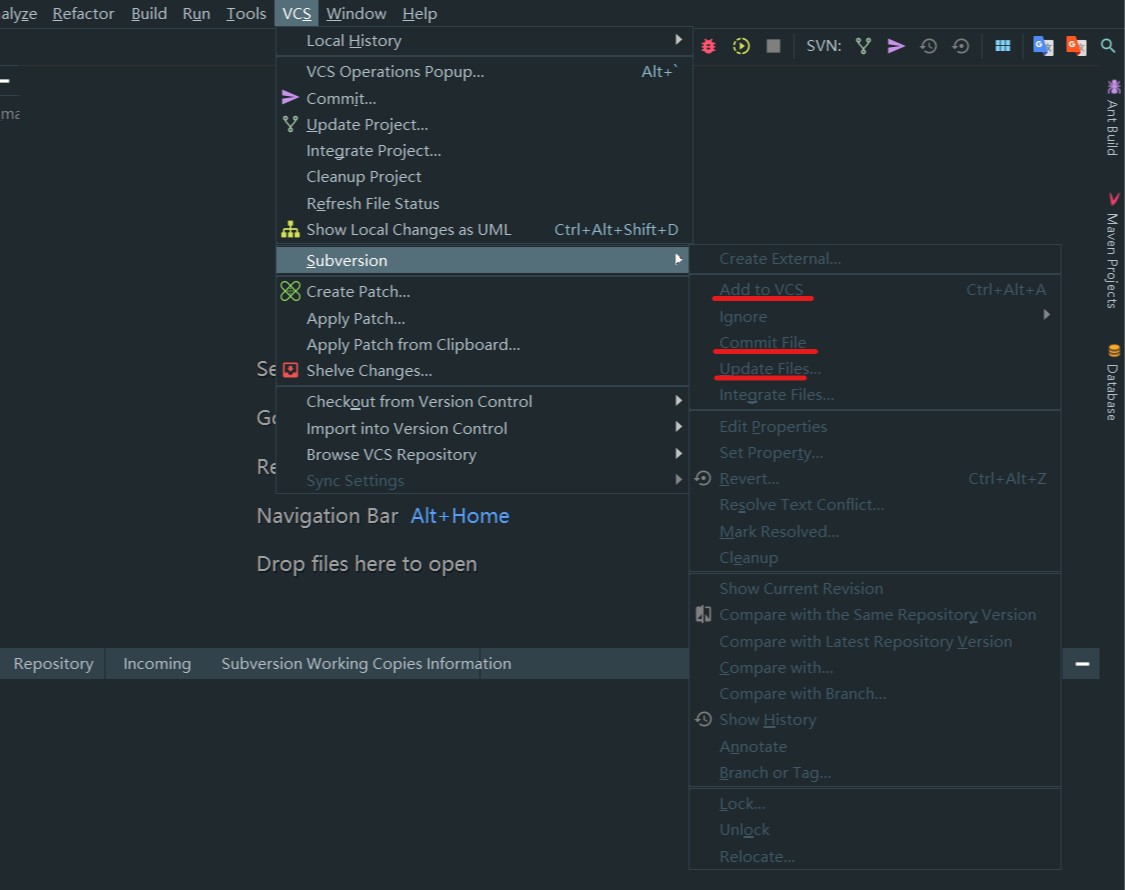 alyze Refactor Build Run Tools VCS Window Help
Local History
VCS Operations Popup... Alt+`
Commit...
Update Project...
Integrate Project...
Cleanup Project
Refresh File Status
Show Local Changes as UML Ctrl+Alt+Shift+D
Subversion
Create Patch...
Apply Patch...
Apply Patch from Clipboard...
Shelve Changes...
Checkout from Version Control
Import into Version Control
Browse VCS Repository
Sync Settings
SVN:
ma
Se
Go
Re
Navigation Bar Alt+Home
Drop files here to open
Create External...
Add to VCS Ctrl+Alt+A
Ignore
Commit File
Update Files...
Integrate Files...
Edit Properties
Set Property...
Revert... Ctrl+Alt+Z
Resolve Text Conflict...
Mark Resolved...
Cleanup
Show Current Revision
Compare with the Same Repository Version
Compare with Latest Repository Version
Compare with...
Compare with Branch...
Show History
Annotate
Branch or Tag...
Lock...
Unlock
Relocate...
Ant Build
Maven Projects
Database
Repository Incoming Subversion Working Copies Information